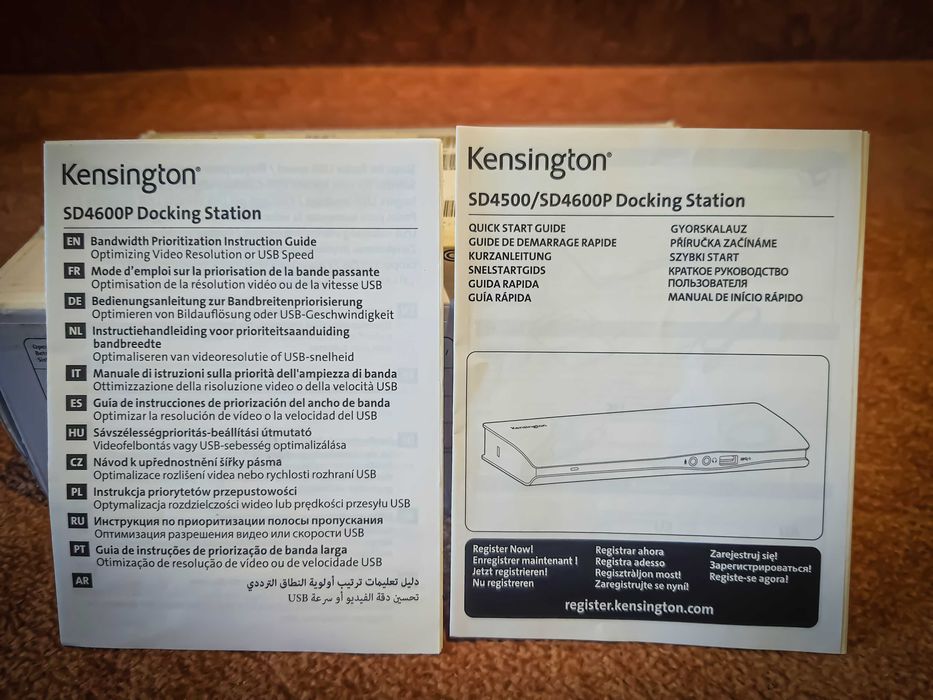 Kensington®
SD4600P Docking Station
EN Bandwidth Prioritization Instruction Guide
Optimizing Video Resolution or USB Speed
FR Mode d'emploi sur la priorisation de la bande passante
Optimisation de la résolution vidéo ou de la vitesse USB
DE Bedienungsanleitung zur Bandbreitenpriorisierung
Optimieren von Bildauflösung oder USB-Geschwindigkeit
NL Instructiehandleiding voor prioriteitsaanduiding
bandbreedte
Optimaliseren van videoresolutie of USB-snelheid
IT Manuale di istruzioni sulla priorità dell'ampiezza di banda
Ottimizzazione della risoluzione video o della velocità USB
ES Guía de instrucciones de priorización del ancho de banda
Optimizar la resolución de vídeo o la velocidad del USB
HU Sávszélességprioritás-beállítási útmutató
Videofelbontás vagy USB-sebesség optimalizálása
CZ Návod k upřednostnění šířky pásma
Optimalizace rozlišení videa nebo rychlosti rozhraní USB
PL Instrukcja priorytetów przepustowości
Optymalizacja rozdzielczości wideo lub prędkości przesyłu USB
RU Инструкция по приоритизации полосы пропускания
Оптимизация разрешения видео или скорости USB
PT Guia de instruções de priorização de banda larga
Otimização de resolução de vídeo ou de velocidade USB
AR دليل تعليمات ترتيب أولوية النطاق الترددي
تحسين دقة الفيديو أو سرعة USB
Kensington®
SD4500/SD4600P Docking Station
QUICK START GUIDE
GUIDE DE DEMARRAGE RAPIDE
KURZANLEITUNG
SNELSTARTGIDS
GUIDA RAPIDA
GUÍA RÁPIDA
GYORSKALAUZ
PŘÍRUČKA ZAČÍNÁME
SZYBKI START
КРАТКОЕ РУКОВОДСТВО
ПОЛЬЗОВАТЕЛЯ
MANUAL DE INÍCIO RÁPIDO
Kensington
Register Now!
Enregistrer maintenant !
Jetzt registrieren!
Nu registreren
Registrar ahora
Registra adesso
Regisztráljon most!
Zaregistrujte se nyní!
Zarejestruj się!
Зарегистрироваться!
Registe-se agora!
register.kensington.com